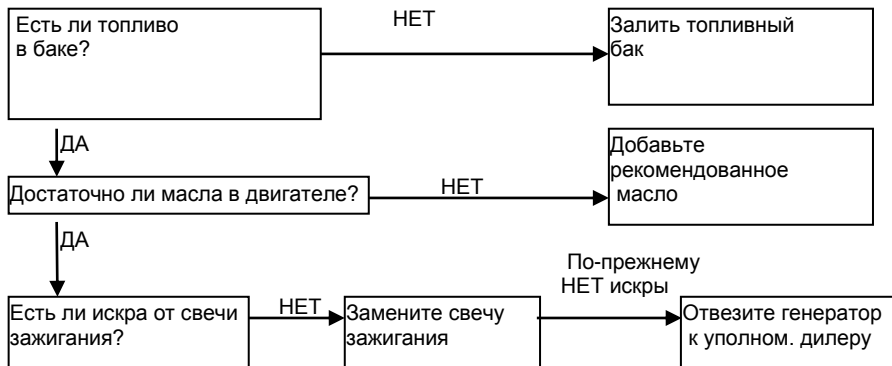 Есть ли топливо
в баке?
НЕТ
Залить топливный
бак
ДА
Достаточно ли масла в двигателе?
НЕТ
Добавьте
рекомендованное
масло
ДА
Есть ли искра от свечи
зажигания?
НЕТ
Замените свечу
зажигания
По-прежнему
НЕТ искры
Отвезите генератор
к уполном. дилеру